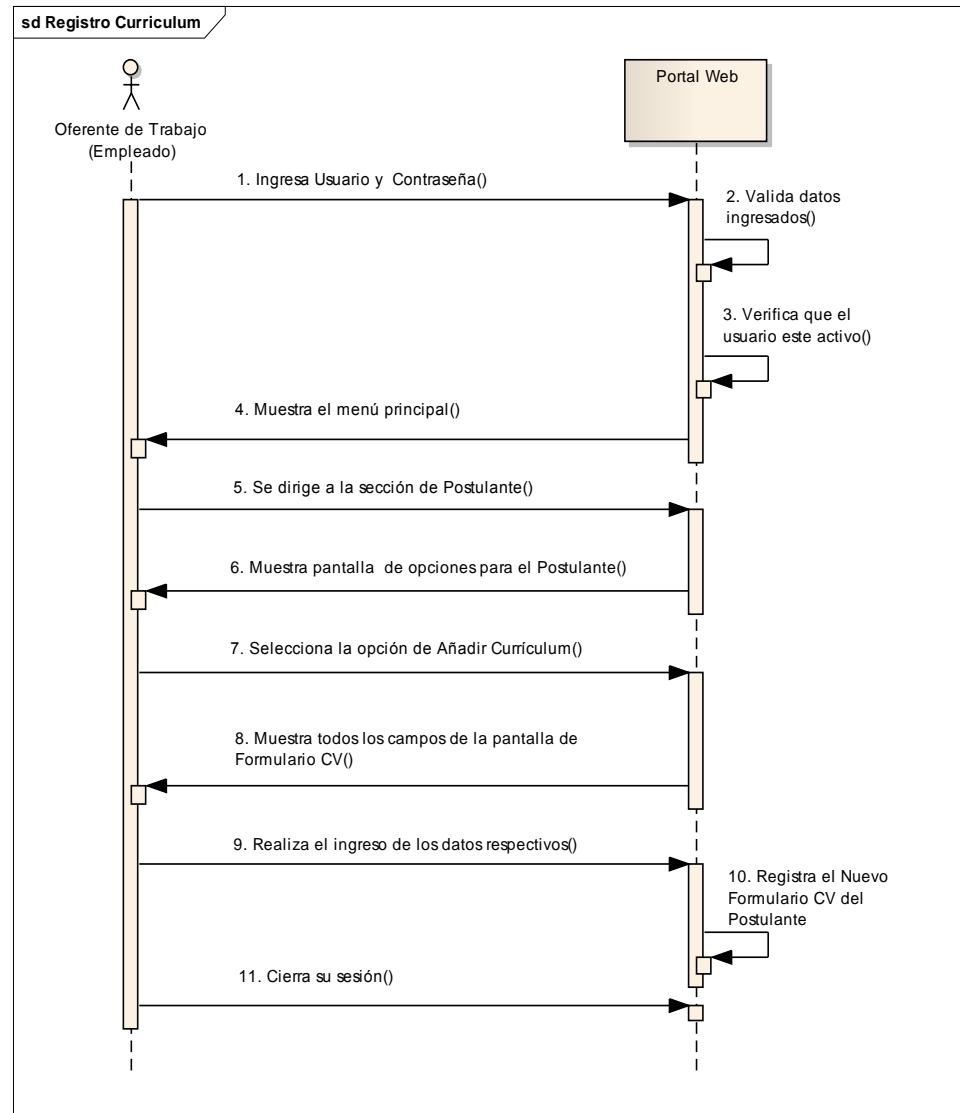 sd Registro Curriculum
Oferente de Trabajo
(Empleado)
Portal Web
1. Ingresa Usuario y Contraseña()
2. Valida datos
ingresados()
3. Verifica que el
usuario este activo()
4. Muestra el menú principal()
5. Se dirige a la sección de Postulante()
6. Muestra pantalla de opciones para el Postulante()
7. Selecciona la opción de Añadir Currículum()
8. Muestra todos los campos de la pantalla de
Formulario CV()
9. Realiza el ingreso de los datos respectivos()
10. Registra el Nuevo
Formulario CV del
Postulante
11. Cierra su sesión()